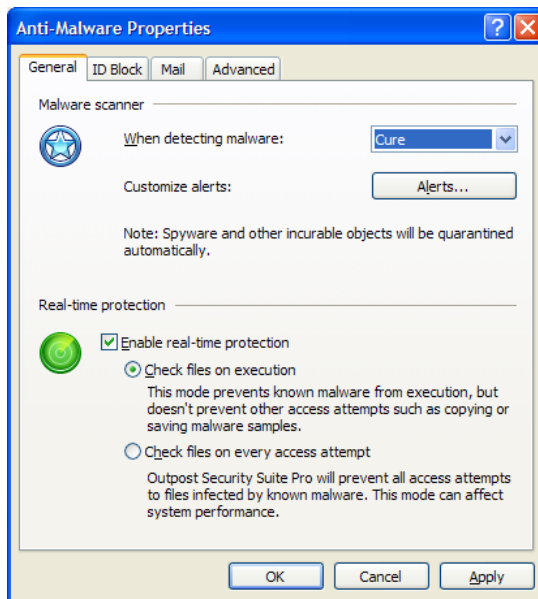 Anti-Malware Properties
General ID Block Mail Advanced
Malware scanner
When detecting malware: Cure
Customize alerts: Alerts...
Note: Spyware and other incurable objects will be quarantined
automatically.
Real-time protection
Enable real-time protection
Check files on execution
This mode prevents known malware from execution, but
doesn't prevent other access attempts such as copying or
saving malware samples.
Check files on every access attempt
Outpost Security Suite Pro will prevent all access attempts
to files infected by known malware. This mode can affect
system performance.
OK Cancel Apply